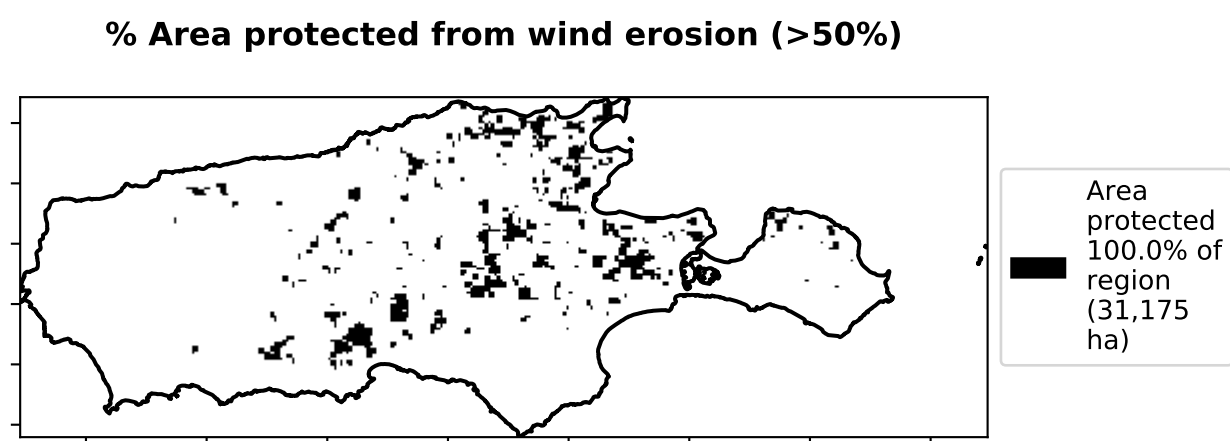 % Area protected from wind erosion (>50%)
Area
protected
100.0% of
region
(31,175
ha)